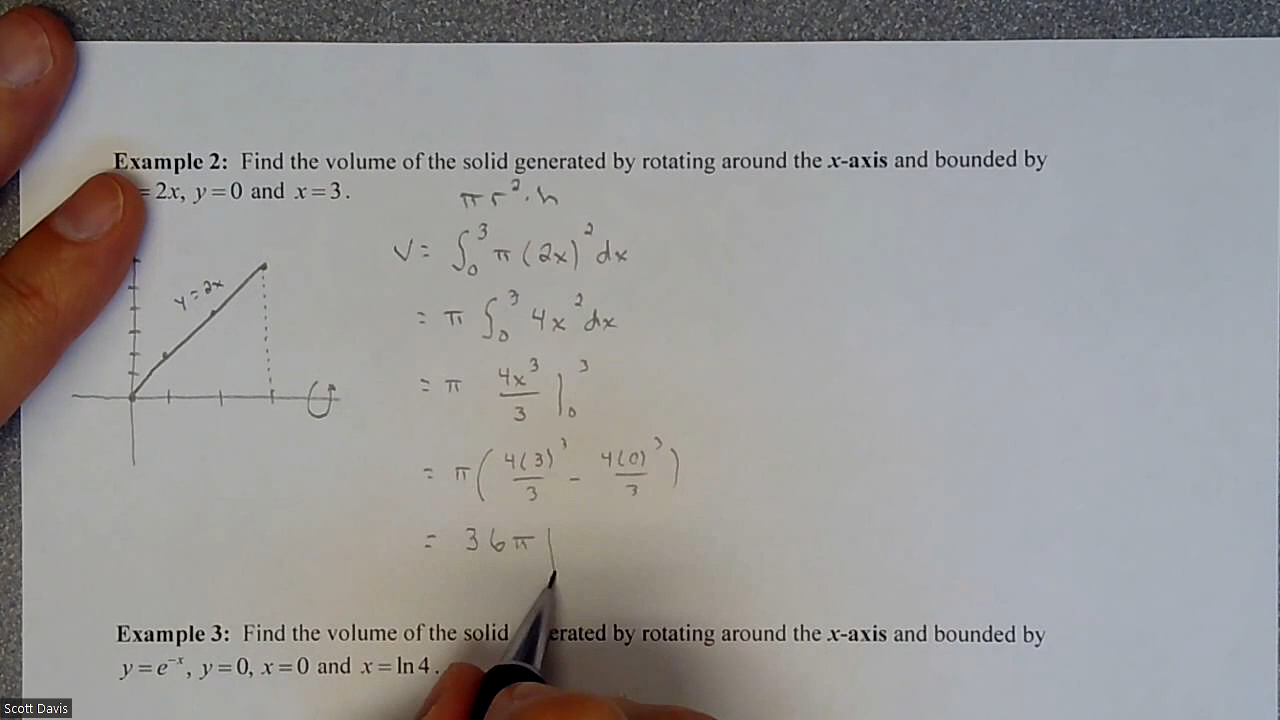 Example 2: Find the volume of the solid generated by rotating around the x-axis and bounded by
= 2x, y = 0 and x = 3.
πr²·h
y = 2x
V = ∫₀³ π(2x)² dx
= π ∫₀³ 4x² dx
= π 4x³/3 |₀³
= π(4(3)³/3 - 4(0)³/3)
= 36π
Example 3: Find the volume of the solid erated by rotating around the x-axis and bounded by
y = e⁻ˣ, y = 0, x = 0 and x = ln 4.
Scott Davis